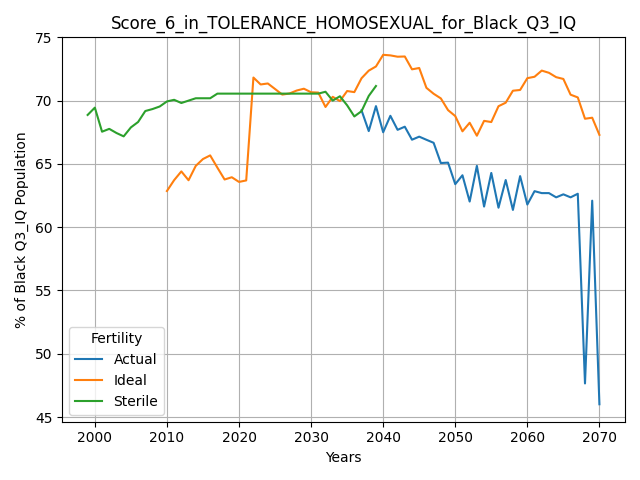 Score_6_in_TOLERANCE_HOMOSEXUAL_for_Black_Q3_IQ
% of Black Q3_IQ Population
75
70
65
60
55
50
45
Fertility
Actual
Ideal
Sterile
2000 2010 2020 2030 2040 2050 2060 2070
Years